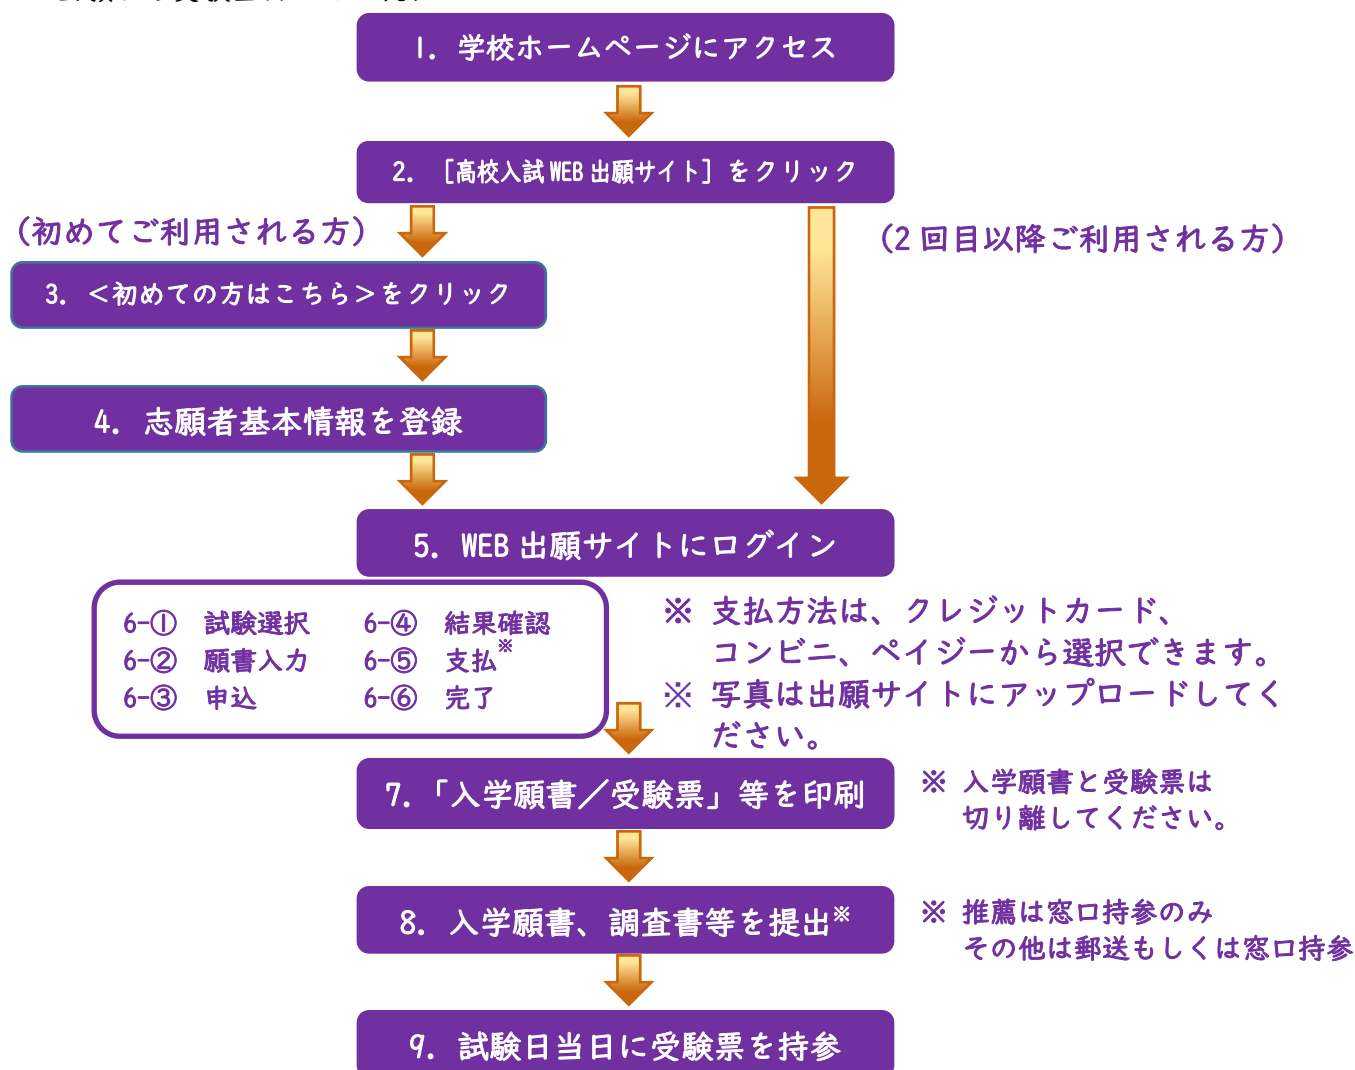 1. 学校ホームページにアクセス
2. [高校入試WEB出願サイト] をクリック
(初めてご利用される方)
(2回目以降ご利用される方)
3. <初めての方はこちら>をクリック
4. 志願者基本情報を登録
5. WEB出願サイトにログイン
6-① 試験選択
6-② 願書入力
6-③ 申込
6-④ 結果確認
6-⑤ 支払※
6-⑥ 完了
※ 支払方法は、クレジットカード、
コンビニ、ペイジーから選択できます。
※ 写真は出願サイトにアップロードしてく
ださい。
7.「入学願書/受験票」等を印刷
※ 入学願書と受験票は
切り離してください。
8. 入学願書、調査書等を提出※
※ 推薦は窓口持参のみ
その他は郵送もしくは窓口持参
9. 試験日当日に受験票を持参